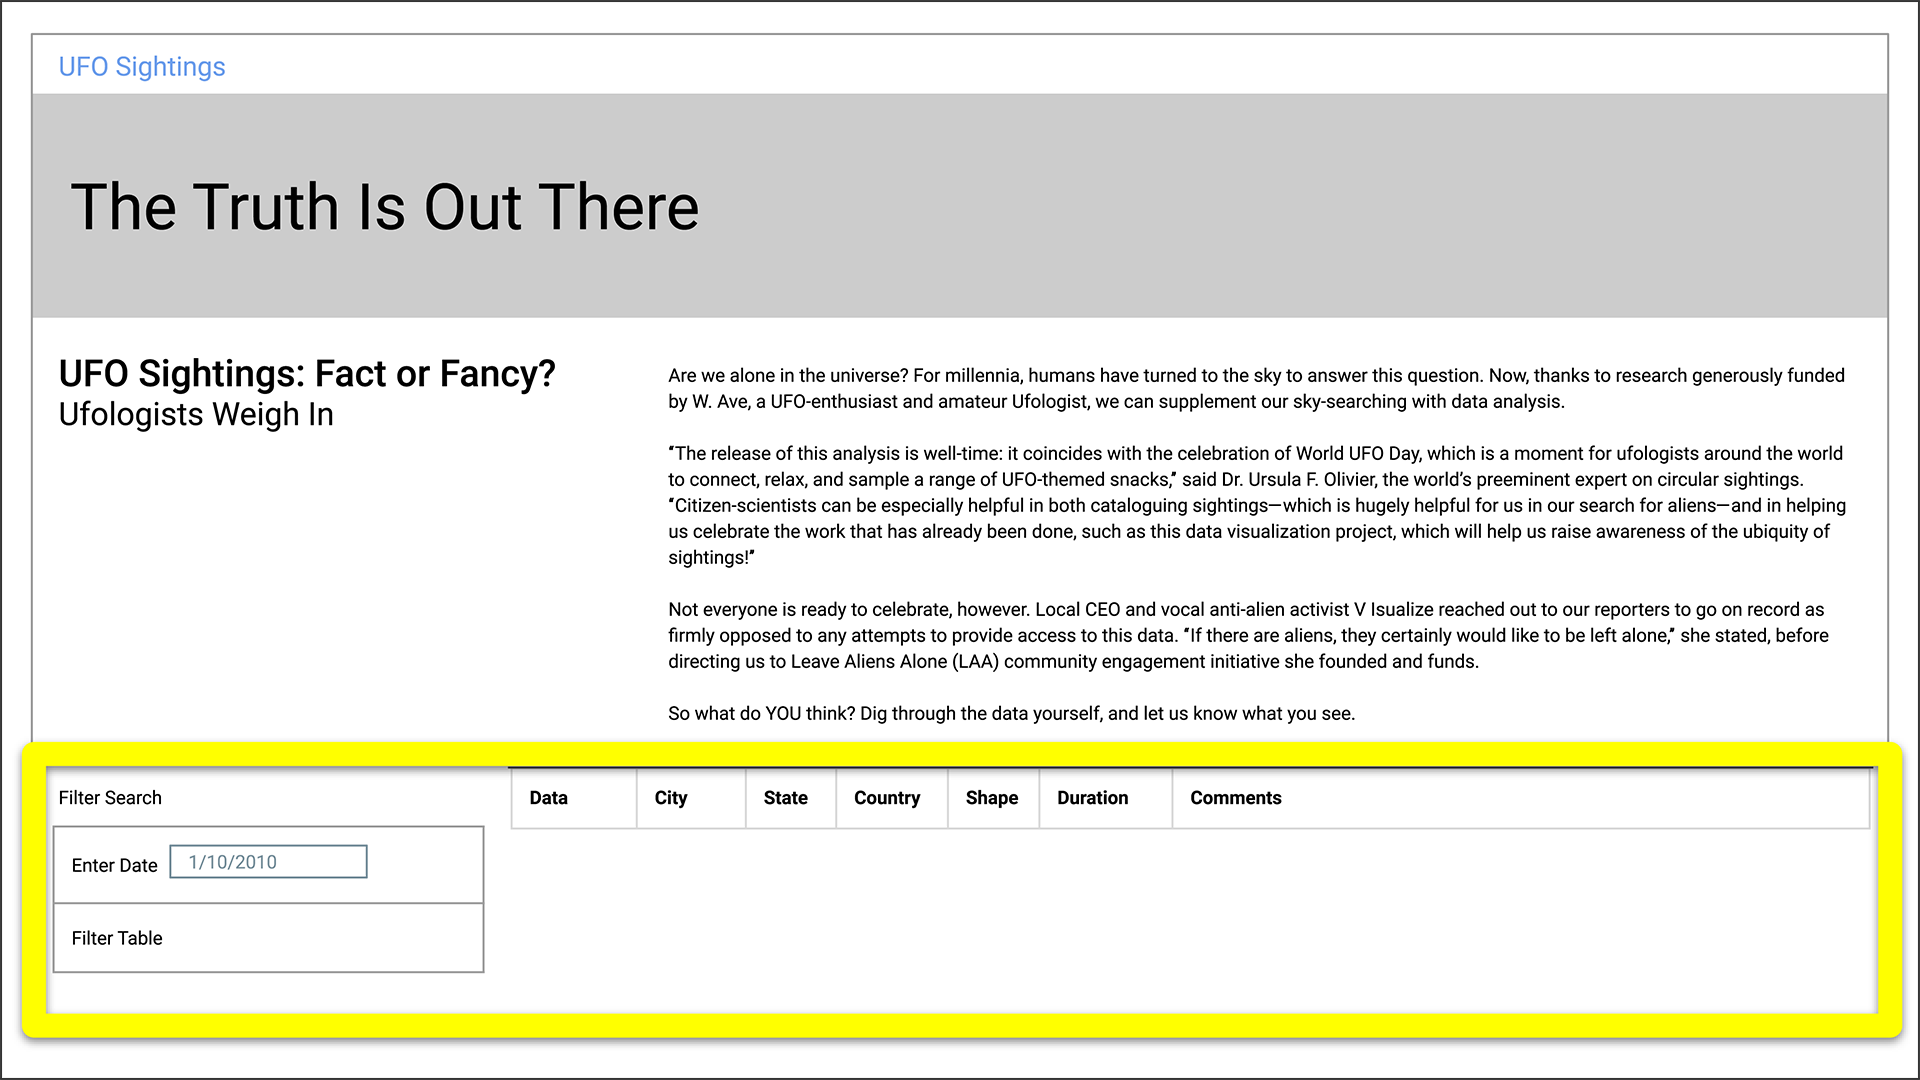 UFO Sightings
The Truth Is Out There
UFO Sightings: Fact or Fancy?
Ufologists Weigh In
Are we alone in the universe? For millennia, humans have turned to the sky to answer this question. Now, thanks to research generously funded
by W. Ave, a UFO-enthusiast and amateur Ufologist, we can supplement our sky-searching with data analysis.
“The release of this analysis is well-time: it coincides with the celebration of World UFO Day, which is a moment for ufologists around the world
to connect, relax, and sample a range of UFO-themed snacks,” said Dr. Ursula F. Olivier, the world’s preeminent expert on circular sightings.
“Citizen-scientists can be especially helpful in both cataloguing sightings—which is hugely helpful for us in our search for aliens—and in helping
us celebrate the work that has already been done, such as this data visualization project, which will help us raise awareness of the ubiquity of
sightings!”
Not everyone is ready to celebrate, however. Local CEO and vocal anti-alien activist V Isualize reached out to our reporters to go on record as
firmly opposed to any attempts to provide access to this data. “If there are aliens, they certainly would like to be left alone,” she stated, before
directing us to Leave Aliens Alone (LAA) community engagement initiative she founded and funds.
So what do YOU think? Dig through the data yourself, and let us know what you see.
Filter Search
Enter Date 1/10/2010
Filter Table
Data City State Country Shape Duration Comments